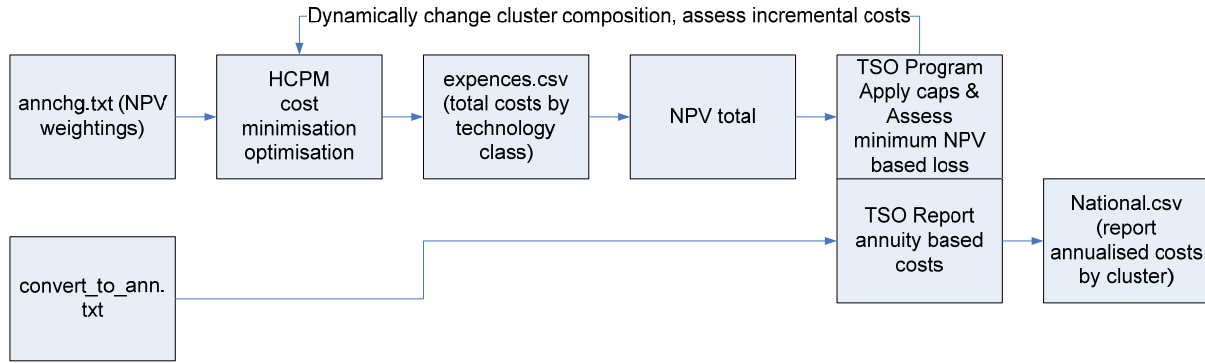 Dynamically change cluster composition, assess incremental costs
annchg.txt (NPV
weightings)
HCPM
cost
minimisation
optimisation
expences.csv
(total costs by
technology
class)
NPV total
TSO Program
Apply caps &
Assess
minimum NPV
based loss
TSO Report
annuity based
costs
National.csv
(report
annualised costs
by cluster)
convert_to_ann.
txt